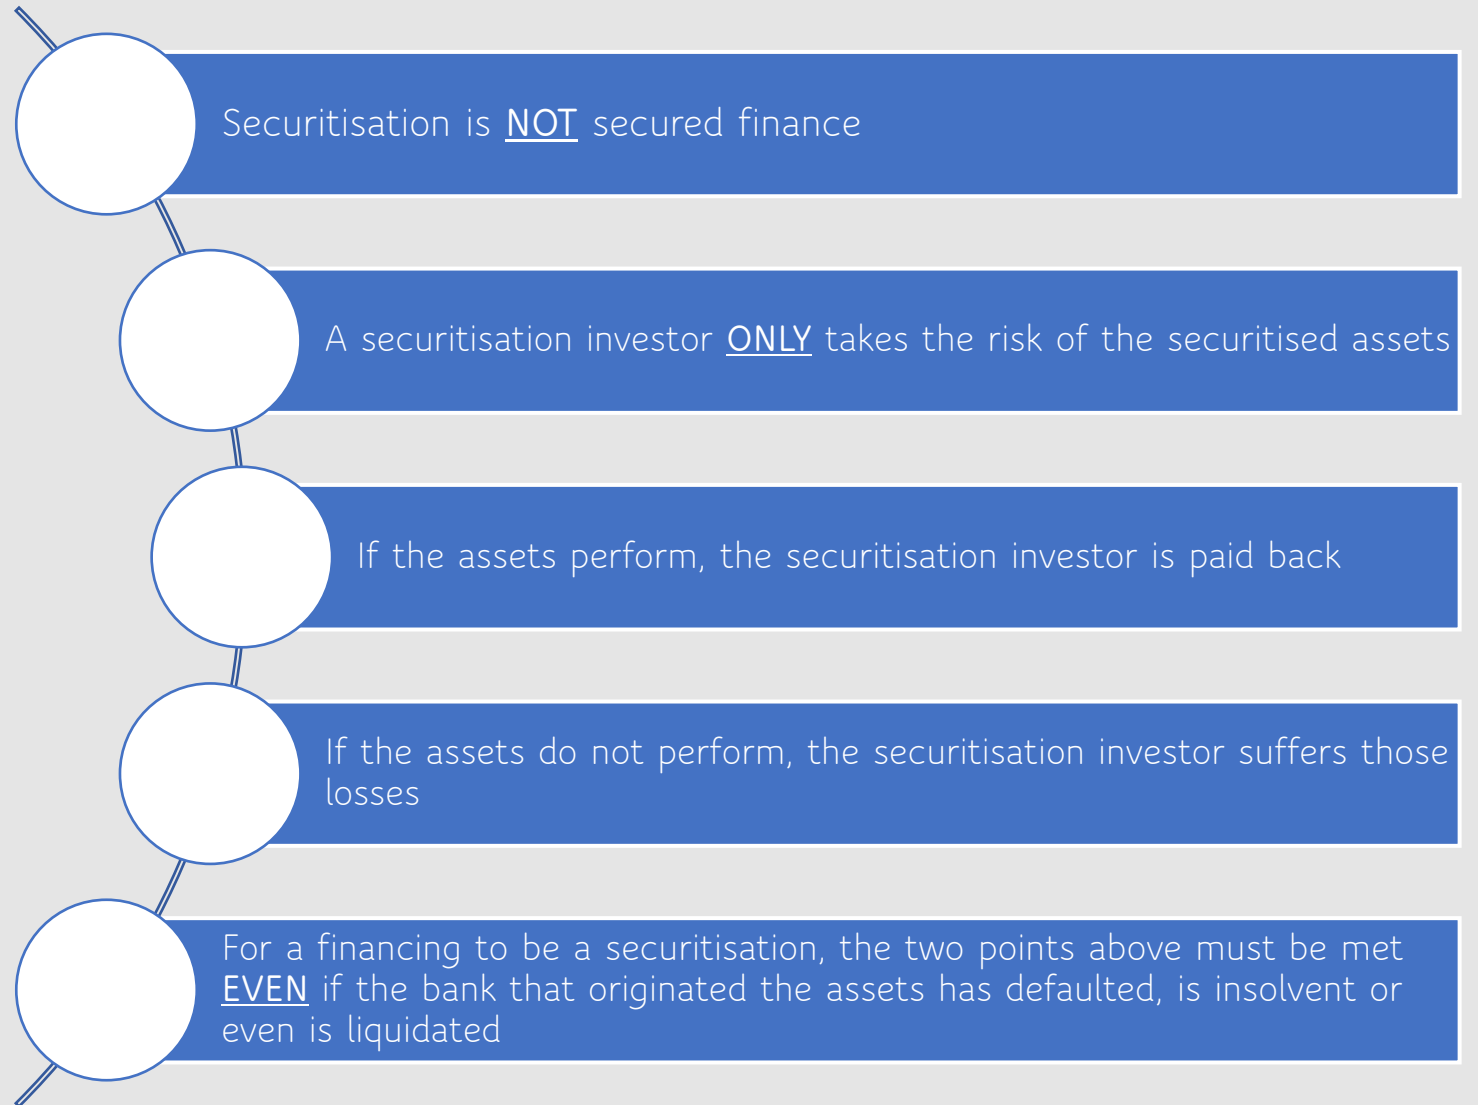 Securitisation is NOT secured finance
A securitisation investor ONLY takes the risk of the securitised assets
If the assets perform, the securitisation investor is paid back
If the assets do not perform, the securitisation investor suffers those
losses
For a financing to be a securitisation, the two points above must be met
EVEN if the bank that originated the assets has defaulted, is insolvent or
even is liquidated